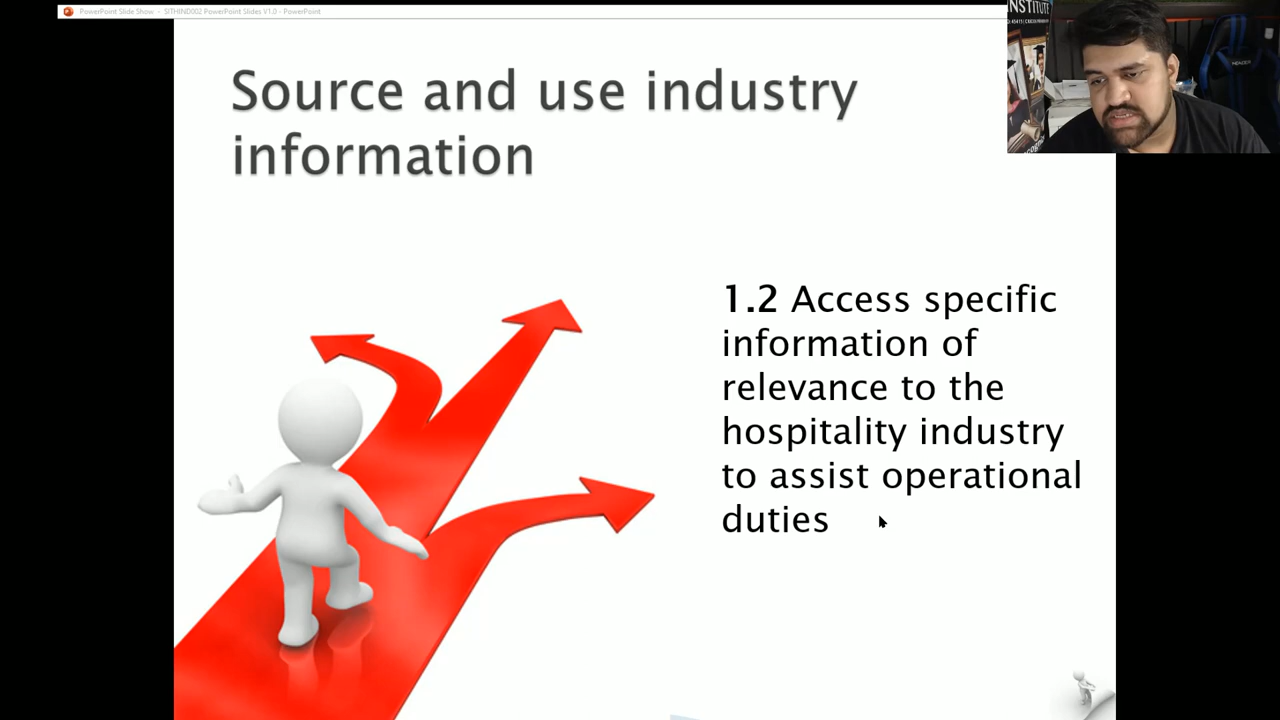 PowerPoint Slide Show - SITHIND002 PowerPoint Slides V1.0 - PowerPoint
INSTITUTE
Source and use industry
information
1.2 Access specific
information of
relevance to the
hospitality industry
to assist operational
duties